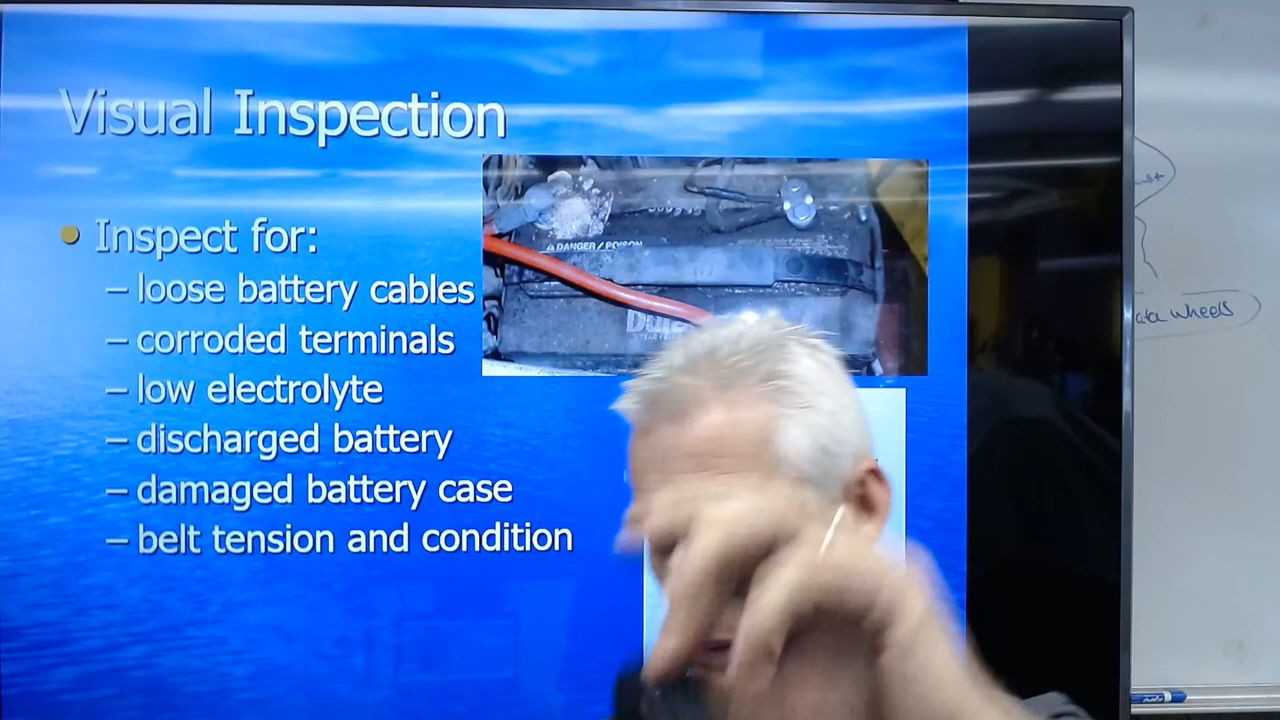 Visual Inspection
Inspect for:
– loose battery cables
– corroded terminals
– low electrolyte
– discharged battery
– damaged battery case
– belt tension and condition
DANGER / POISON
wheels